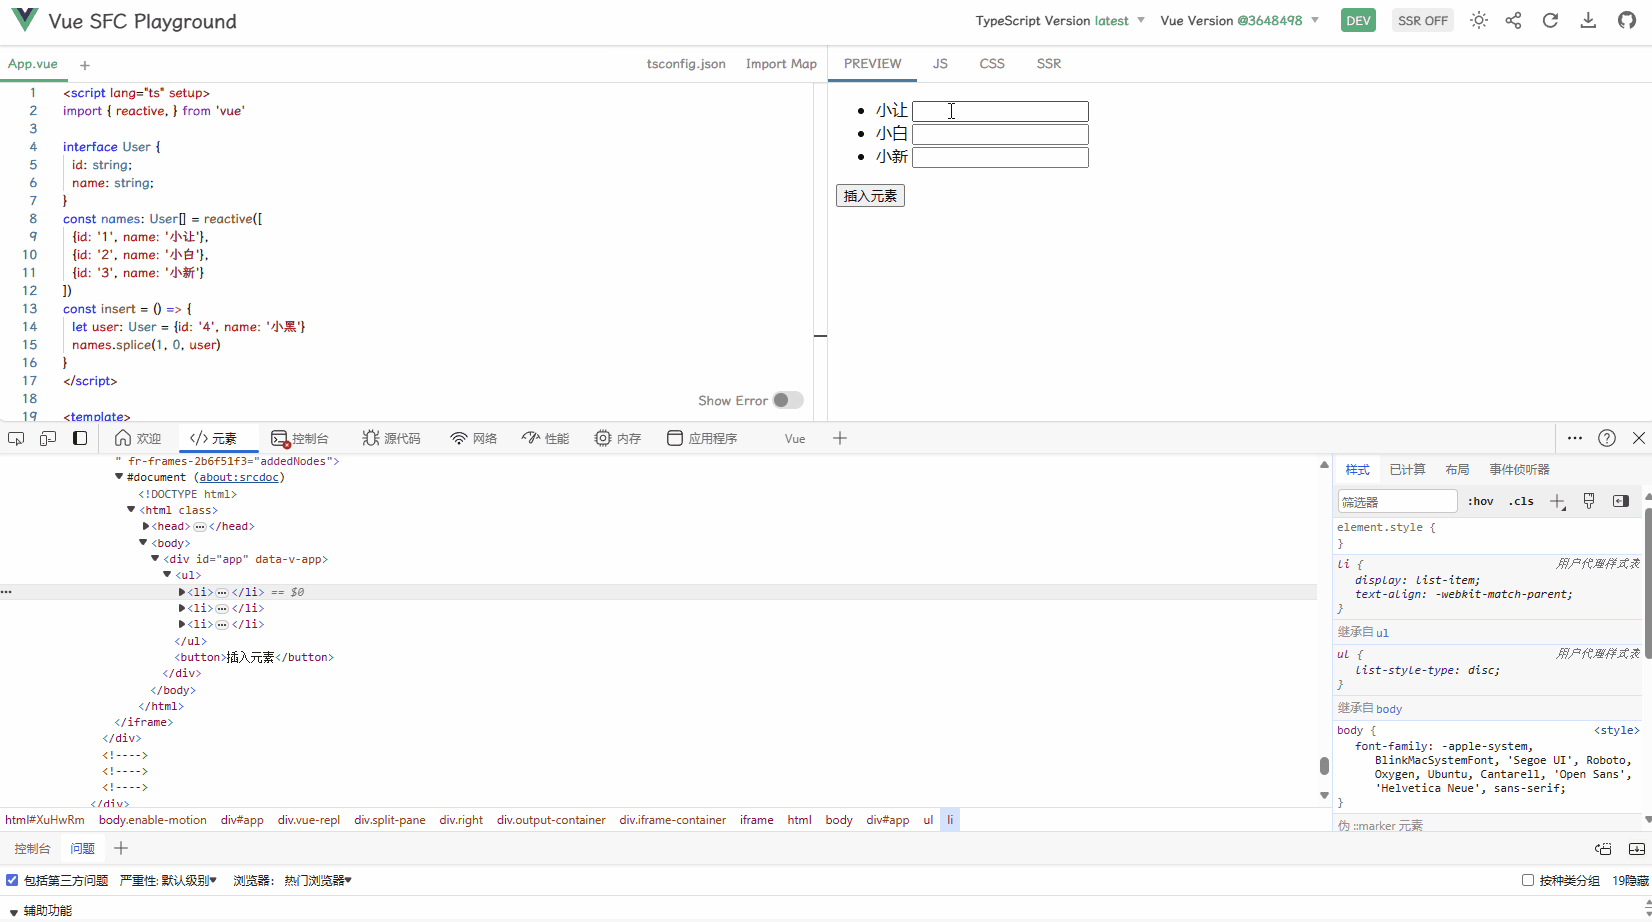 Vue SFC Playground
TypeScript Version latest
Vue Version @3648498
DEV
SSR OFF
App.vue
+
tsconfig.json
Import Map
1 <script lang="ts" setup>
2 import { reactive, } from 'vue'
3
4 interface User {
5 id: string;
6 name: string;
7 }
8 const names: User[] = reactive([
9 {id: '1', name: '小让'},
10 {id: '2', name: '小白'},
11 {id: '3', name: '小新'}
12 ])
13 const insert = () => {
14 let user: User = {id: '4', name: '小黑'}
15 names.splice(1, 0, user)
16 }
17 </script>
18
19 <template>
Show Error
PREVIEW
JS
CSS
SSR
小让
小白
小新
插入元素
欢迎
元素
控制台
源代码
网络
性能
内存
应用程序
Vue
" fr-frames-2b6f51f3="addedNodes">
#document (about:srcdoc)
<!DOCTYPE html>
<html class>
<head> … </head>
<body>
<div id="app" data-v-app>
<ul>
<li> … </li> == $0
<li> … </li>
<li> … </li>
</ul>
<button>插入元素</button>
</div>
</body>
</html>
</iframe>
</div>
<!---->
<!---->
<!---->
</div>
样式
已计算
布局
事件侦听器
筛选器
:hov
.cls
element.style {
}
li { 用户代理样式表
display: list-item;
text-align: -webkit-match-parent;
}
继承自 ul
ul { 用户代理样式表
list-style-type: disc;
}
继承自 body
body { <style>
font-family: -apple-system,
BlinkMacSystemFont, 'Segoe UI', Roboto,
Oxygen, Ubuntu, Cantarell, 'Open Sans',
'Helvetica Neue', sans-serif;
}
伪 ::marker 元素
html#XuHwRm body.enable-motion div#app div.vue-repl div.split-pane div.right div.output-container div.iframe-container iframe html body div#app ul li
控制台
问题
包括第三方问题 严重性: 默认级别 浏览器: 热门浏览器
按种类分组 19隐藏
辅助功能